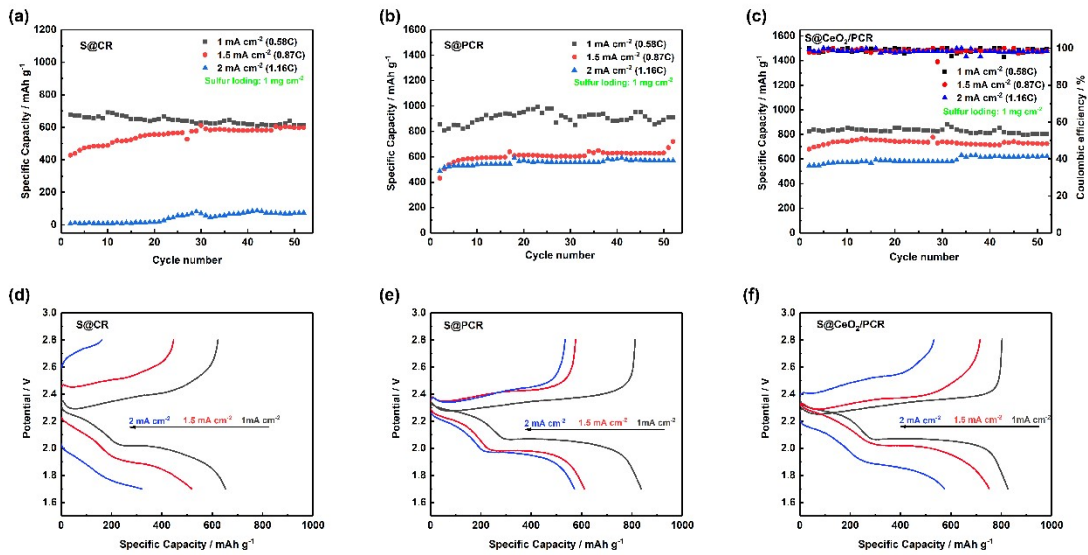 (a)
S@CR
1 mA cm-2 (0.58C)
1.5 mA cm-2 (0.87C)
2 mA cm-2 (1.16C)
Sulfur loding: 1 mg cm-2
Specific Capacity / mAh g-1
1200
1000
800
600
400
200
0
0 10 20 30 40 50
Cycle number
(b)
S@PCR
1 mA cm-2 (0.58C)
1.5 mA cm-2 (0.87C)
2 mA cm-2 (1.16C)
Sulfur loding: 1 mg cm-2
Specific Capacity / mAh g-1
1600
1400
1200
1000
800
600
400
200
0
0 10 20 30 40 50
Cycle number
(c)
S@CeO2/PCR
1 mA cm-2 (0.58C)
1.5 mA cm-2 (0.87C)
2 mA cm-2 (1.16C)
Sulfur loding: 1 mg cm-2
Specific Capacity / mAh g-1
1600
1400
1200
1000
800
600
400
200
0
0 10 20 30 40 50
Cycle number
100
90
80
70
60
50
40
30
20
10
0
Coulombic efficiency / %
(d)
S@CR
2 mA cm-2 1.5 mA cm-2 1mA cm-2
Potential / V
3.0
2.8
2.6
2.4
2.2
2.0
1.8
1.6
0 200 400 600 800 1000
Specific Capacity / mAh g-1
(e)
S@PCR
2 mA cm-2 1.5 mA cm-2 1mA cm-2
Potential / V
3.0
2.8
2.6
2.4
2.2
2.0
1.8
1.6
0 200 400 600 800 1000
Specific Capacity / mAh g-1
(f)
S@CeO2/PCR
2 mA cm-2 1.5 mA cm-2 1mA cm-2
Potential / V
3.0
2.8
2.6
2.4
2.2
2.0
1.8
1.6
0 200 400 600 800 1000
Specific Capacity / mAh g-1